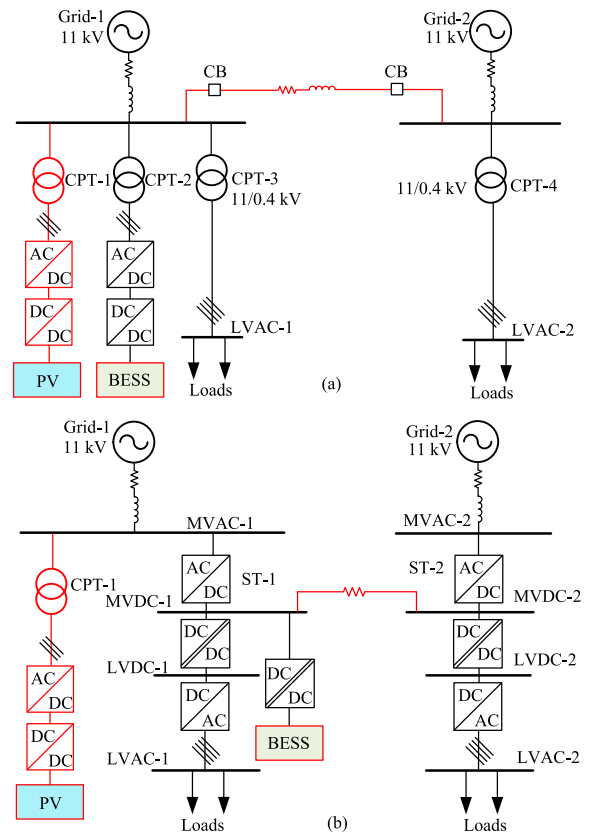 Grid-1
11 kV
Grid-2
11 kV
CB
CB
CPT-1
CPT-2
CPT-3
11/0.4 kV
CPT-4
11/0.4 kV
AC
DC
AC
DC
DC
DC
DC
DC
PV
BESS
LVAC-1
Loads
LVAC-2
Loads
(a)
Grid-1
11 kV
Grid-2
11 kV
MVAC-1
MVAC-2
CPT-1
AC
DC
ST-1
ST-2
AC
DC
MVDC-1
MVDC-2
DC
DC
DC
DC
DC
DC
LVDC-1
LVDC-2
AC
DC
DC
AC
DC
AC
DC
DC
BESS
LVAC-1
LVAC-2
PV
Loads
Loads
(b)